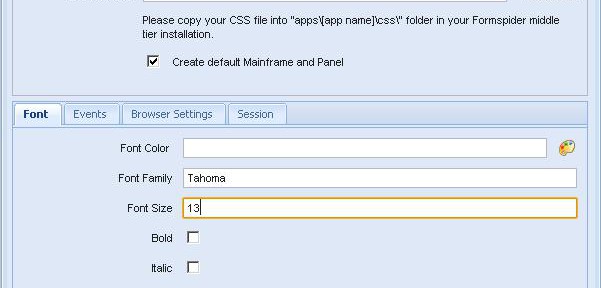 Please copy your CSS file into "apps\[app name]\css\" folder in your Formspider middle
tier installation.
Create default Mainframe and Panel
Font Events Browser Settings Session
Font Color
Font Family Tahoma
Font Size 13
Bold
Italic